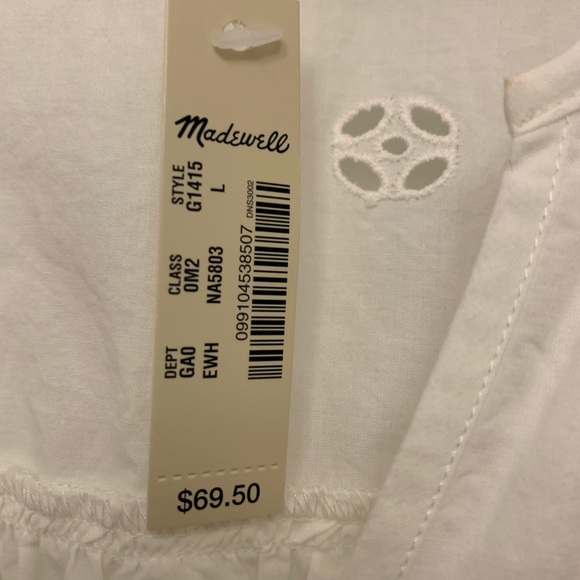 Madewell
DEPT CLASS STYLE
GA0 0M2 G1415
EWH NA5803 L
099104538507 DNS3002
$69.50